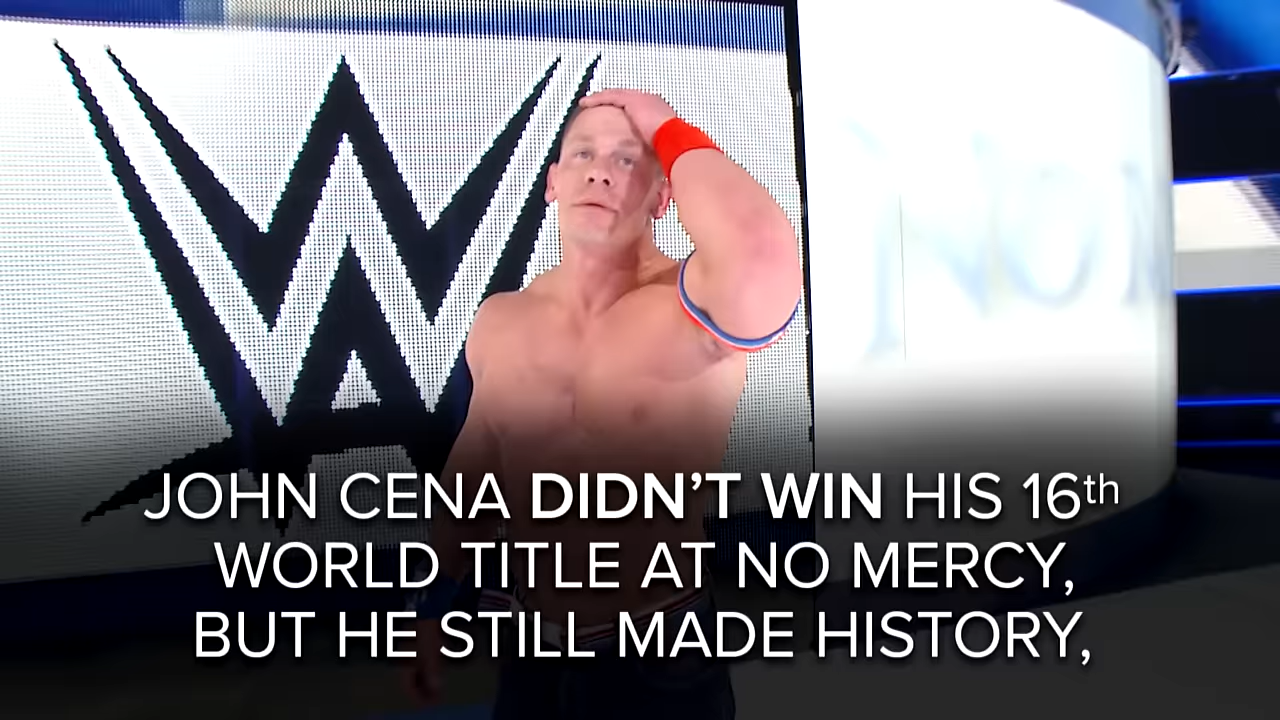 JOHN CENA DIDN'T WIN HIS 16th
WORLD TITLE AT NO MERCY,
BUT HE STILL MADE HISTORY,